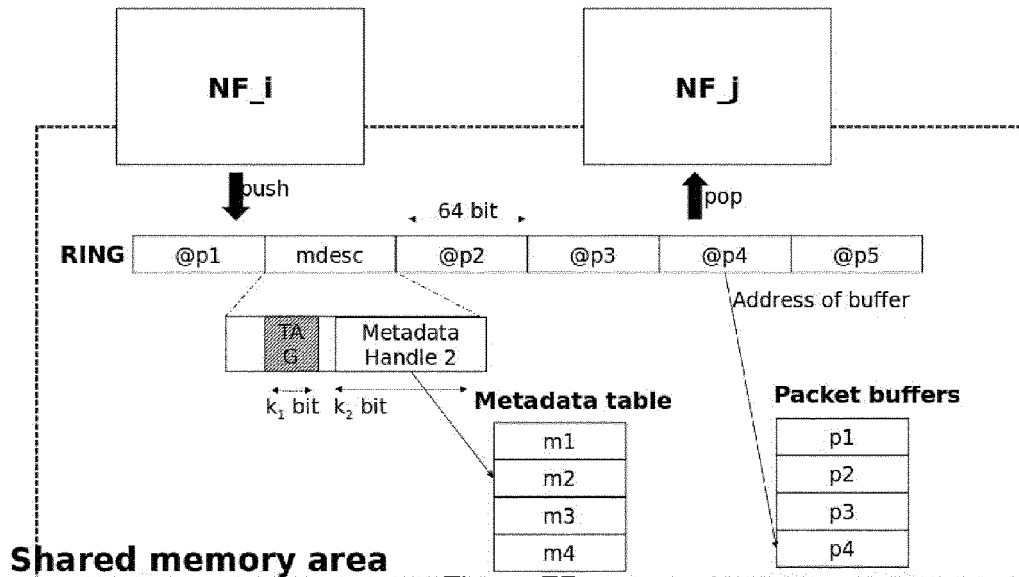 NF_i
NF_j
push
pop
64 bit
RING
@p1
mdesc
@p2
@p3
@p4
@p5
Address of buffer
TA
G
Metadata
Handle 2
k1 bit
k2 bit
Metadata table
m1
m2
m3
m4
Packet buffers
p1
p2
p3
p4
Shared memory area